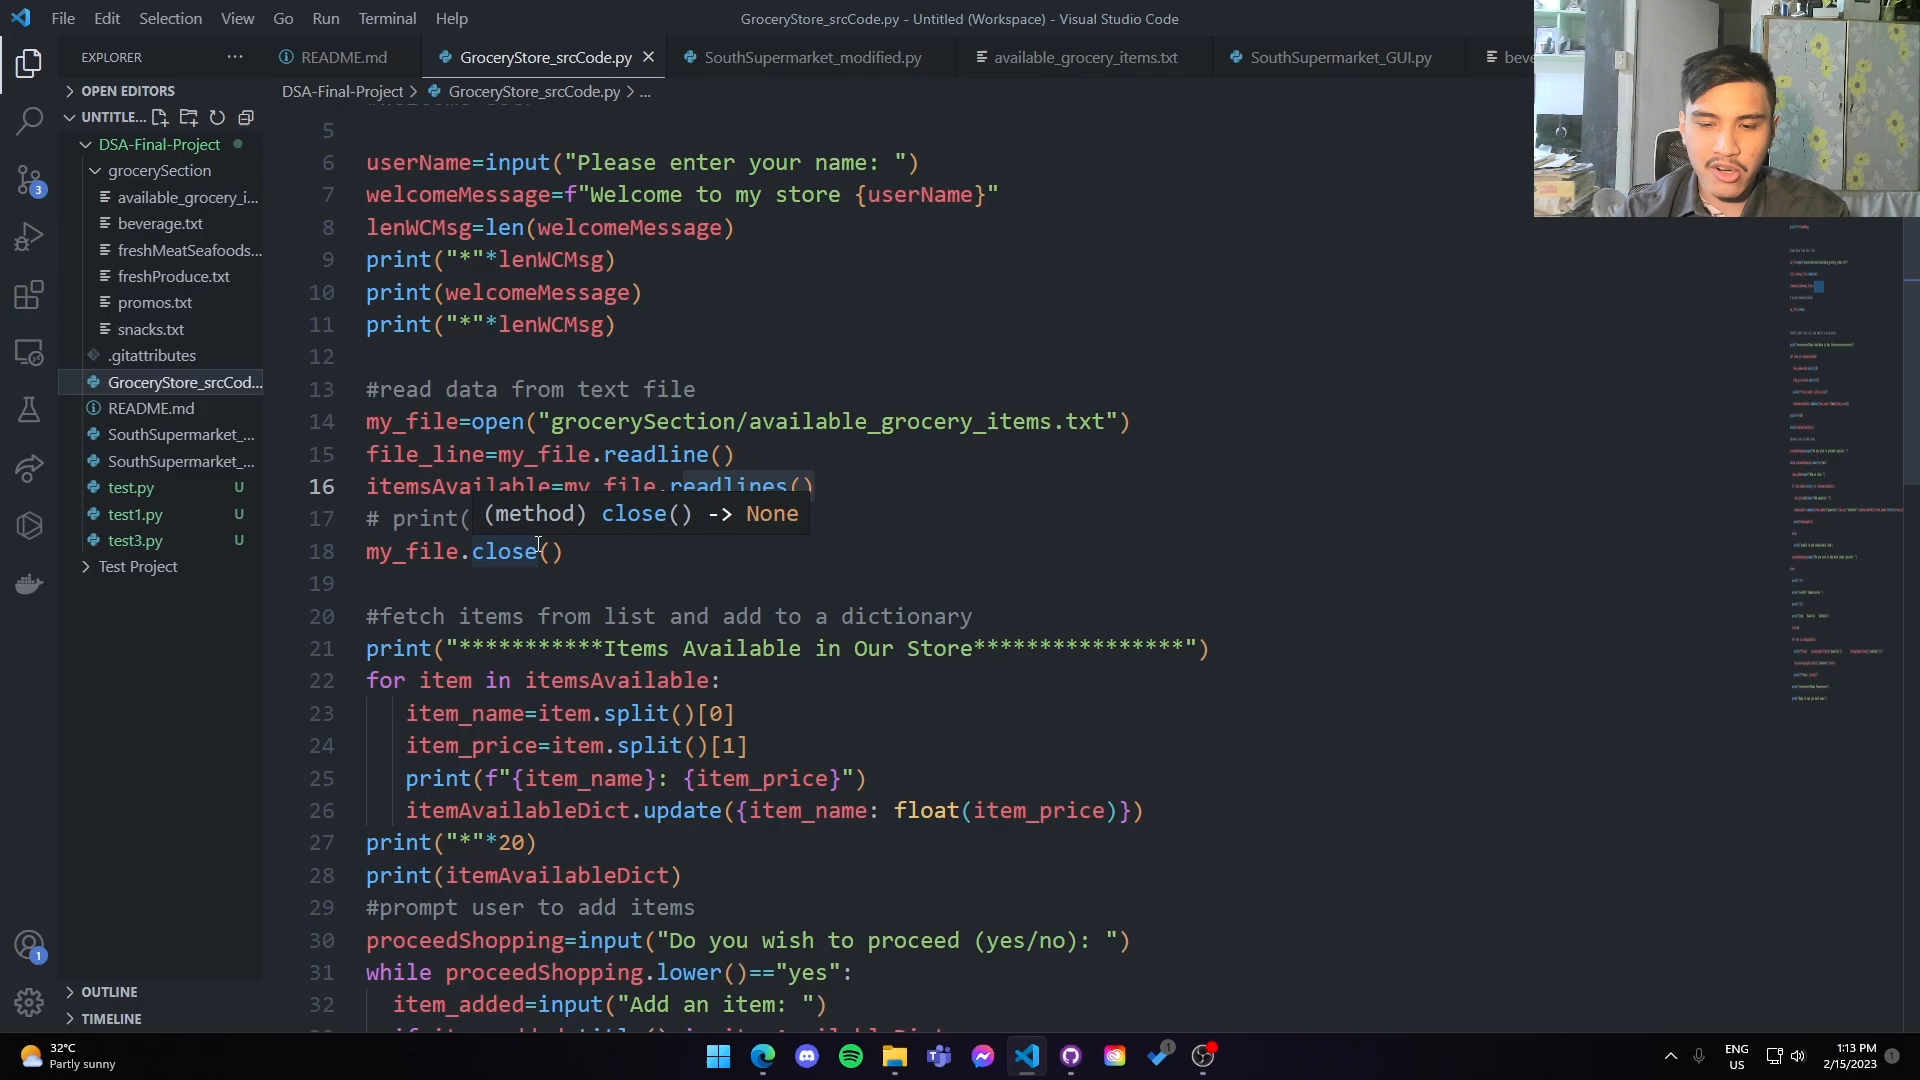 File Edit Selection View Go Run Terminal Help
GroceryStore_srcCode.py - Untitled (Workspace) - Visual Studio Code
EXPLORER ...
README.md
GroceryStore_srcCode.py
SouthSupermarket_modified.py
available_grocery_items.txt
SouthSupermarket_GUI.py
beve
OPEN EDITORS
UNTITLE...
DSA-Final-Project
grocerySection
available_grocery_i...
beverage.txt
freshMeatSeafoods...
freshProduce.txt
promos.txt
snacks.txt
.gitattributes
GroceryStore_srcCod...
README.md
SouthSupermarket_...
SouthSupermarket_...
test.py U
test1.py U
test3.py U
Test Project
OUTLINE
TIMELINE
3
1
DSA-Final-Project > GroceryStore_srcCode.py > ...
5
6 userName=input("Please enter your name: ")
7 welcomeMessage=f"Welcome to my store {userName}"
8 lenWCMsg=len(welcomeMessage)
9 print("*"*lenWCMsg)
10 print(welcomeMessage)
11 print("*"*lenWCMsg)
12
13 #read data from text file
14 my_file=open("grocerySection/available_grocery_items.txt")
15 file_line=my_file.readline()
16 itemsAvailable=my_file.readlines()
17 # print(
(method) close() -> None
18 my_file.close()
19
20 #fetch items from list and add to a dictionary
21 print("***********Items Available in Our Store****************")
22 for item in itemsAvailable:
23 item_name=item.split()[0]
24 item_price=item.split()[1]
25 print(f"{item_name}: {item_price}")
26 itemAvailableDict.update({item_name: float(item_price)})
27 print("*"*20)
28 print(itemAvailableDict)
29 #prompt user to add items
30 proceedShopping=input("Do you wish to proceed (yes/no): ")
31 while proceedShopping.lower()=="yes":
32 item_added=input("Add an item: ")
32°C
Partly sunny
1
ENG
US
1:13 PM
2/15/2023
1